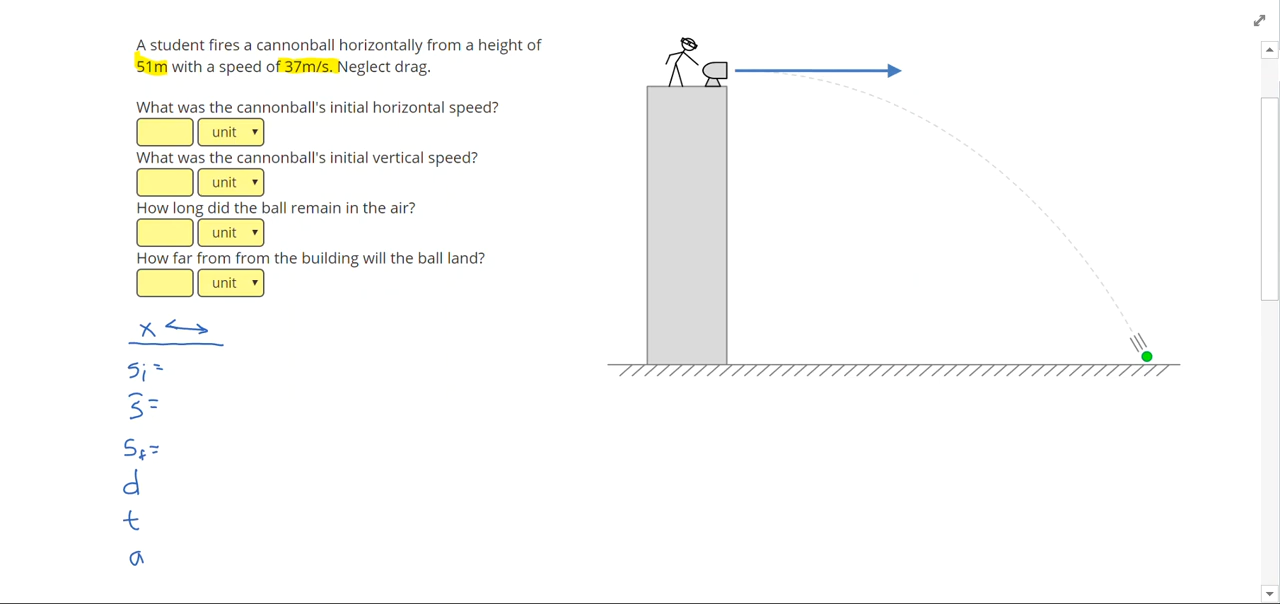 A student fires a cannonball horizontally from a height of
51m with a speed of 37m/s. Neglect drag.
What was the cannonball's initial horizontal speed?
unit
What was the cannonball's initial vertical speed?
unit
How long did the ball remain in the air?
unit
How far from from the building will the ball land?
unit
x ↔
Si =
s̄ =
Sf =
d
t
a